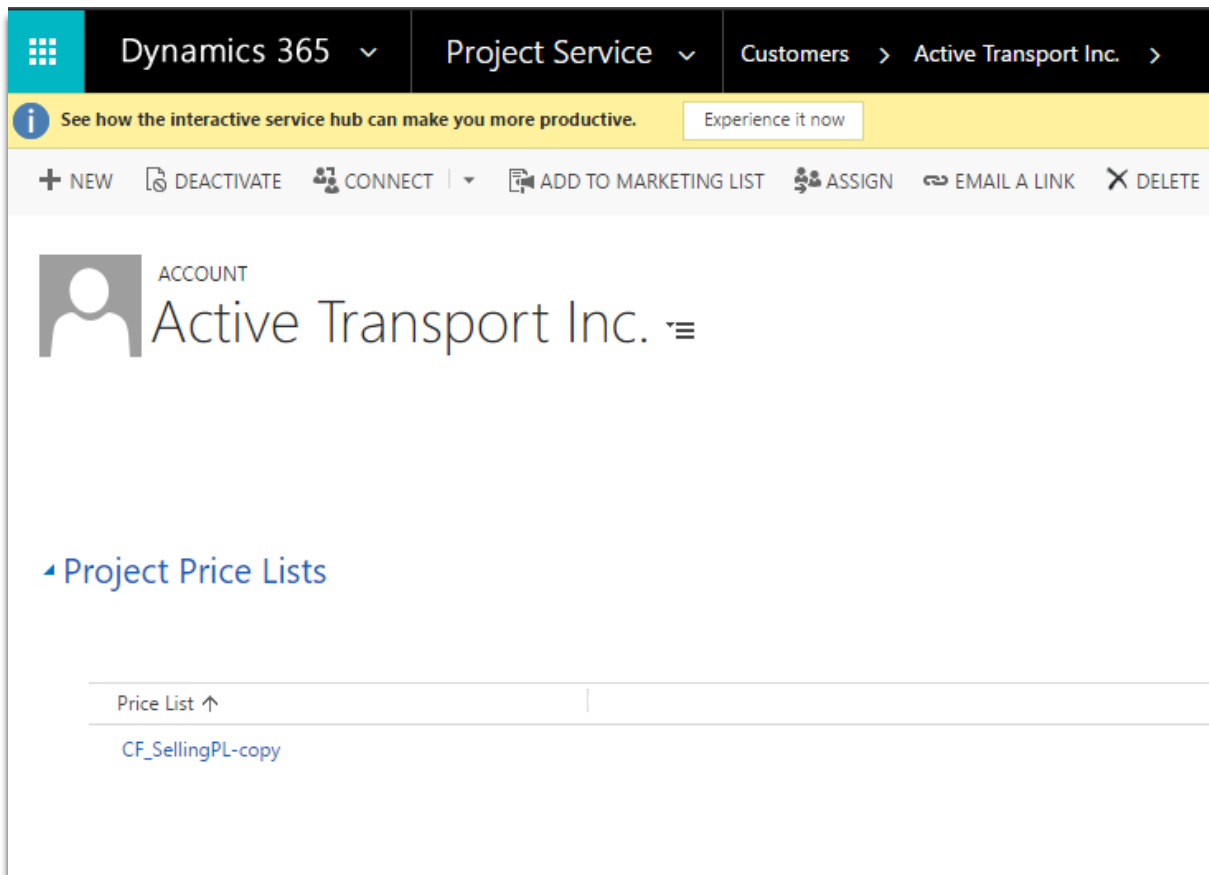 Dynamics 365 Project Service Customers > Active Transport Inc. >
See how the interactive service hub can make you more productive. Experience it now
NEW DEACTIVATE CONNECT ADD TO MARKETING LIST ASSIGN EMAIL A LINK DELETE
ACCOUNT
Active Transport Inc.
Project Price Lists
Price List ↑
CF_SellingPL-copy